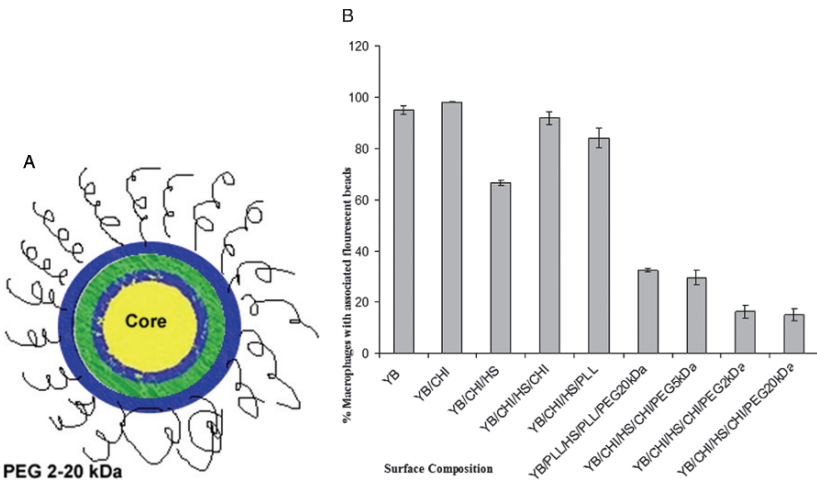 A
Core
PEG 2-20 kDa
B
% Macrophages with associated flourescent beads
120
100
80
60
40
20
0
YB
YB/CHI
YB/CHI/HS
YB/CHI/HS/CHI
YB/CHI/HS/PLL
YB/PLL/HS/PLL/PEG20kDa
YB/CHI/HS/CHI/PEG5kDa
YB/CHI/HS/CHI/PEG2kDa
YB/CHI/HS/CHI/PEG20kDa
Surface Composition